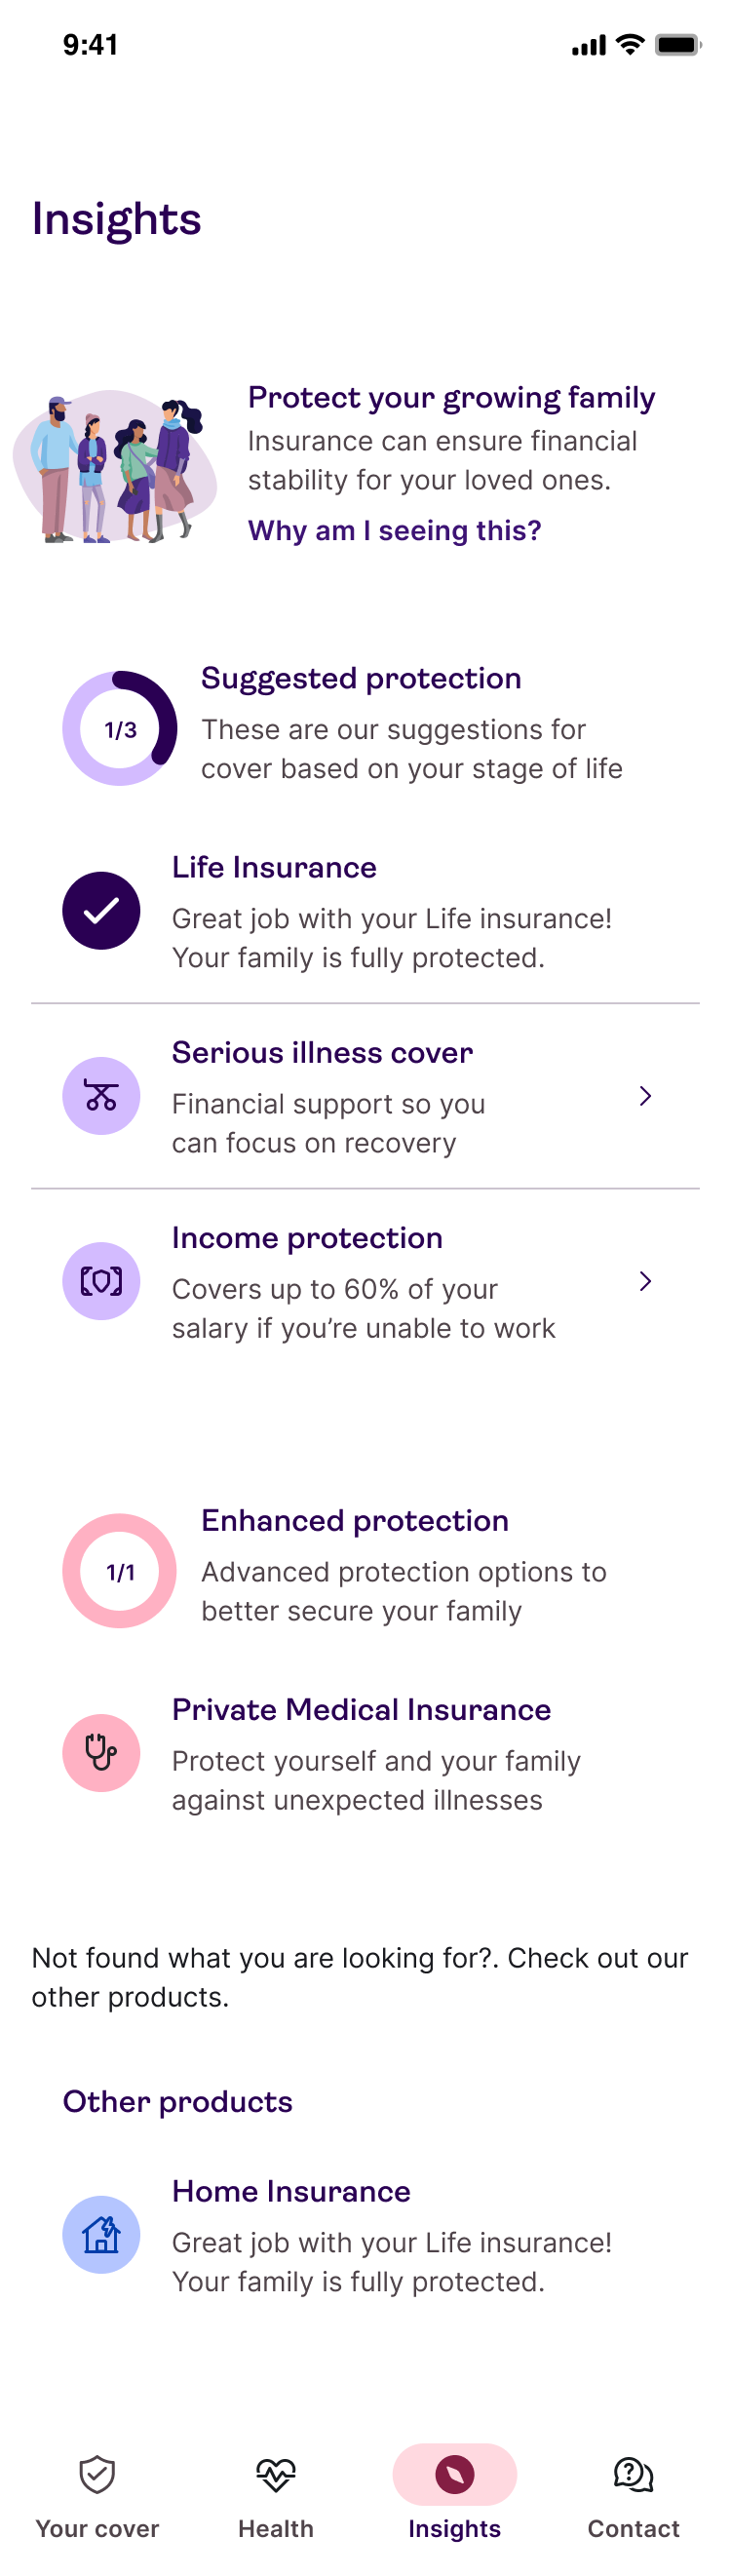 9:41
Insights
Protect your growing family
Insurance can ensure financial
stability for your loved ones.
Why am I seeing this?
1/3
Suggested protection
These are our suggestions for
cover based on your stage of life
Life Insurance
Great job with your Life insurance!
Your family is fully protected.
Serious illness cover
Financial support so you
can focus on recovery
Income protection
Covers up to 60% of your
salary if you’re unable to work
1/1
Enhanced protection
Advanced protection options to
better secure your family
Private Medical Insurance
Protect yourself and your family
against unexpected illnesses
Not found what you are looking for?. Check out our
other products.
Other products
Home Insurance
Great job with your Life insurance!
Your family is fully protected.
Your cover
Health
Insights
Contact